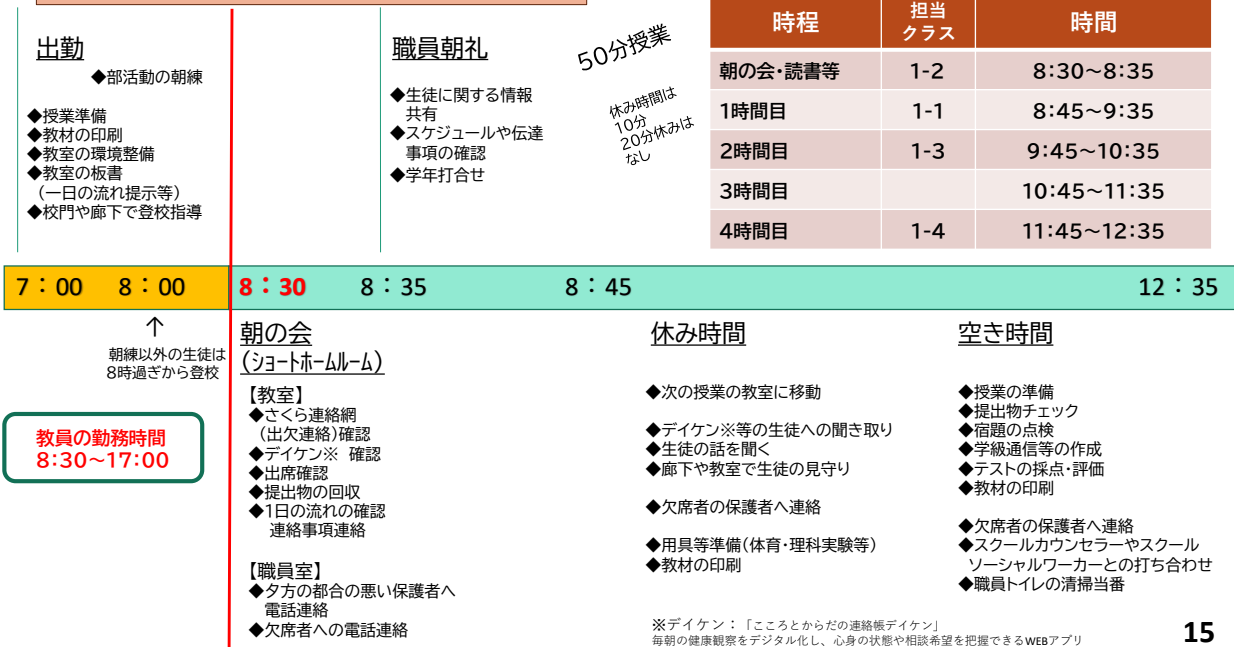 出勤
◆部活動の朝練
◆授業準備
◆教材の印刷
◆教室の環境整備
◆教室の板書
(一日の流れ提示等)
◆校門や廊下で登校指導
職員朝礼
◆生徒に関する情報
共有
◆スケジュールや伝達
事項の確認
◆学年打合せ
50分授業
休み時間は
10分
20分休みは
なし
時程 担当クラス 時間
朝の会・読書等 1-2 8:30~8:35
1時間目 1-1 8:45~9:35
2時間目 1-3 9:45~10:35
3時間目 10:45~11:35
4時間目 1-4 11:45~12:35
7：00 8：00 8：30 8：35 8：45 12：35
↑
朝練以外の生徒は
8時過ぎから登校
教員の勤務時間
8:30~17:00
朝の会
(ショートホームルーム)
【教室】
◆さくら連絡網
(出欠連絡)確認
◆デイケン※ 確認
◆出席確認
◆提出物の回収
◆1日の流れの確認
連絡事項連絡
【職員室】
◆夕方の都合の悪い保護者へ
電話連絡
◆欠席者への電話連絡
休み時間
◆次の授業の教室に移動
◆デイケン※等の生徒への聞き取り
◆生徒の話を聞く
◆廊下や教室で生徒の見守り
◆欠席者の保護者へ連絡
◆用具等準備(体育・理科実験等)
◆教材の印刷
空き時間
◆授業の準備
◆提出物チェック
◆宿題の点検
◆学級通信等の作成
◆テストの採点・評価
◆教材の印刷
◆欠席者の保護者へ連絡
◆スクールカウンセラーやスクール
ソーシャルワーカーとの打ち合わせ
◆職員トイレの清掃当番
※デイケン：「こころとからだの連絡帳デイケン」
毎朝の健康観察をデジタル化し、心身の状態や相談希望を把握できるWEBアプリ
15